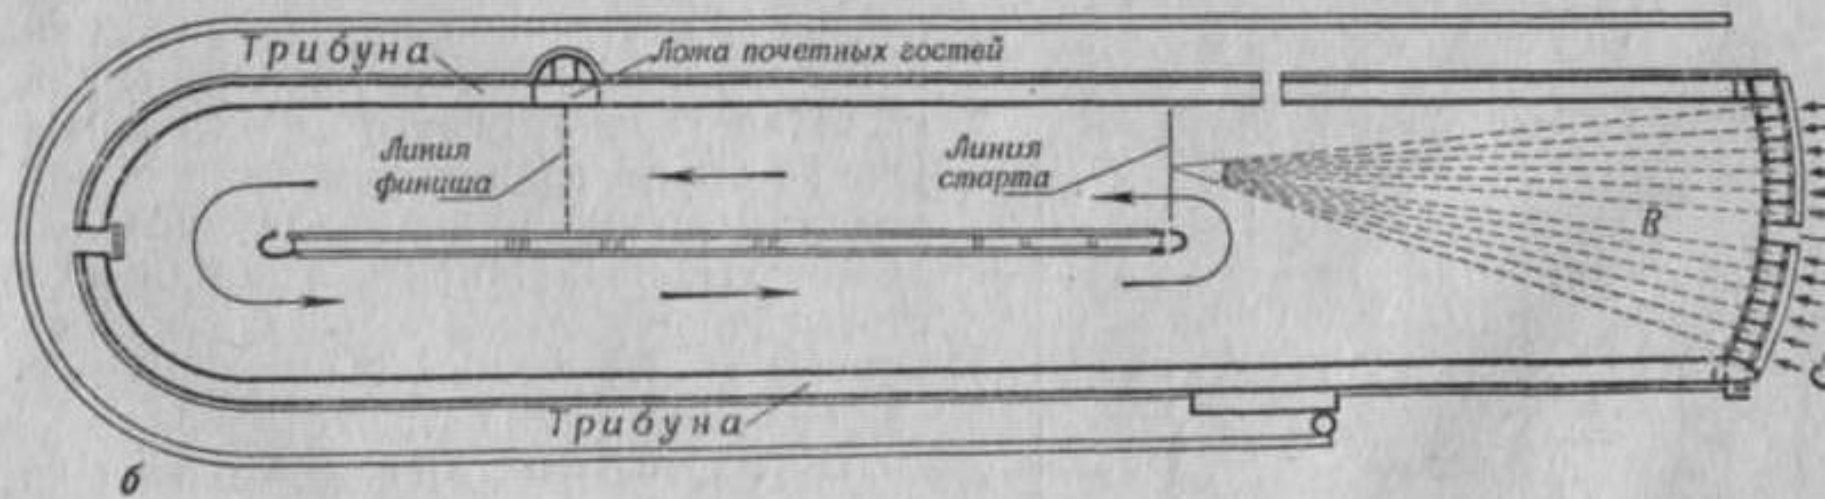 Трибуна
Ложа почетных гостей
Линия
финиша
Линия
старта
В
Трибуна
С
б